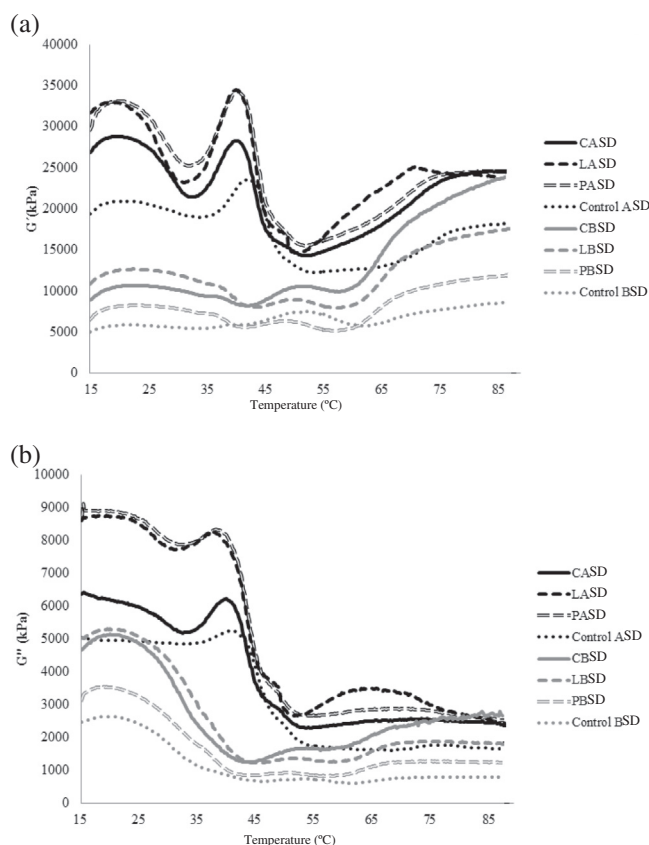 (a)
40000
35000
30000
25000
20000
15000
10000
5000
0
G´(kPa)
15 25 35 45 55 65 75 85
Temperature (ºC)
CASD
LASD
PASD
Control ASD
CBSD
LBSD
PBSD
Control BSD
(b)
10000
9000
8000
7000
6000
5000
4000
3000
2000
1000
0
G" (kPa)
15 25 35 45 55 65 75 85
Temperature (ºC)
CASD
LASD
PASD
Control ASD
CBSD
LBSD
PBSD
Control BSD